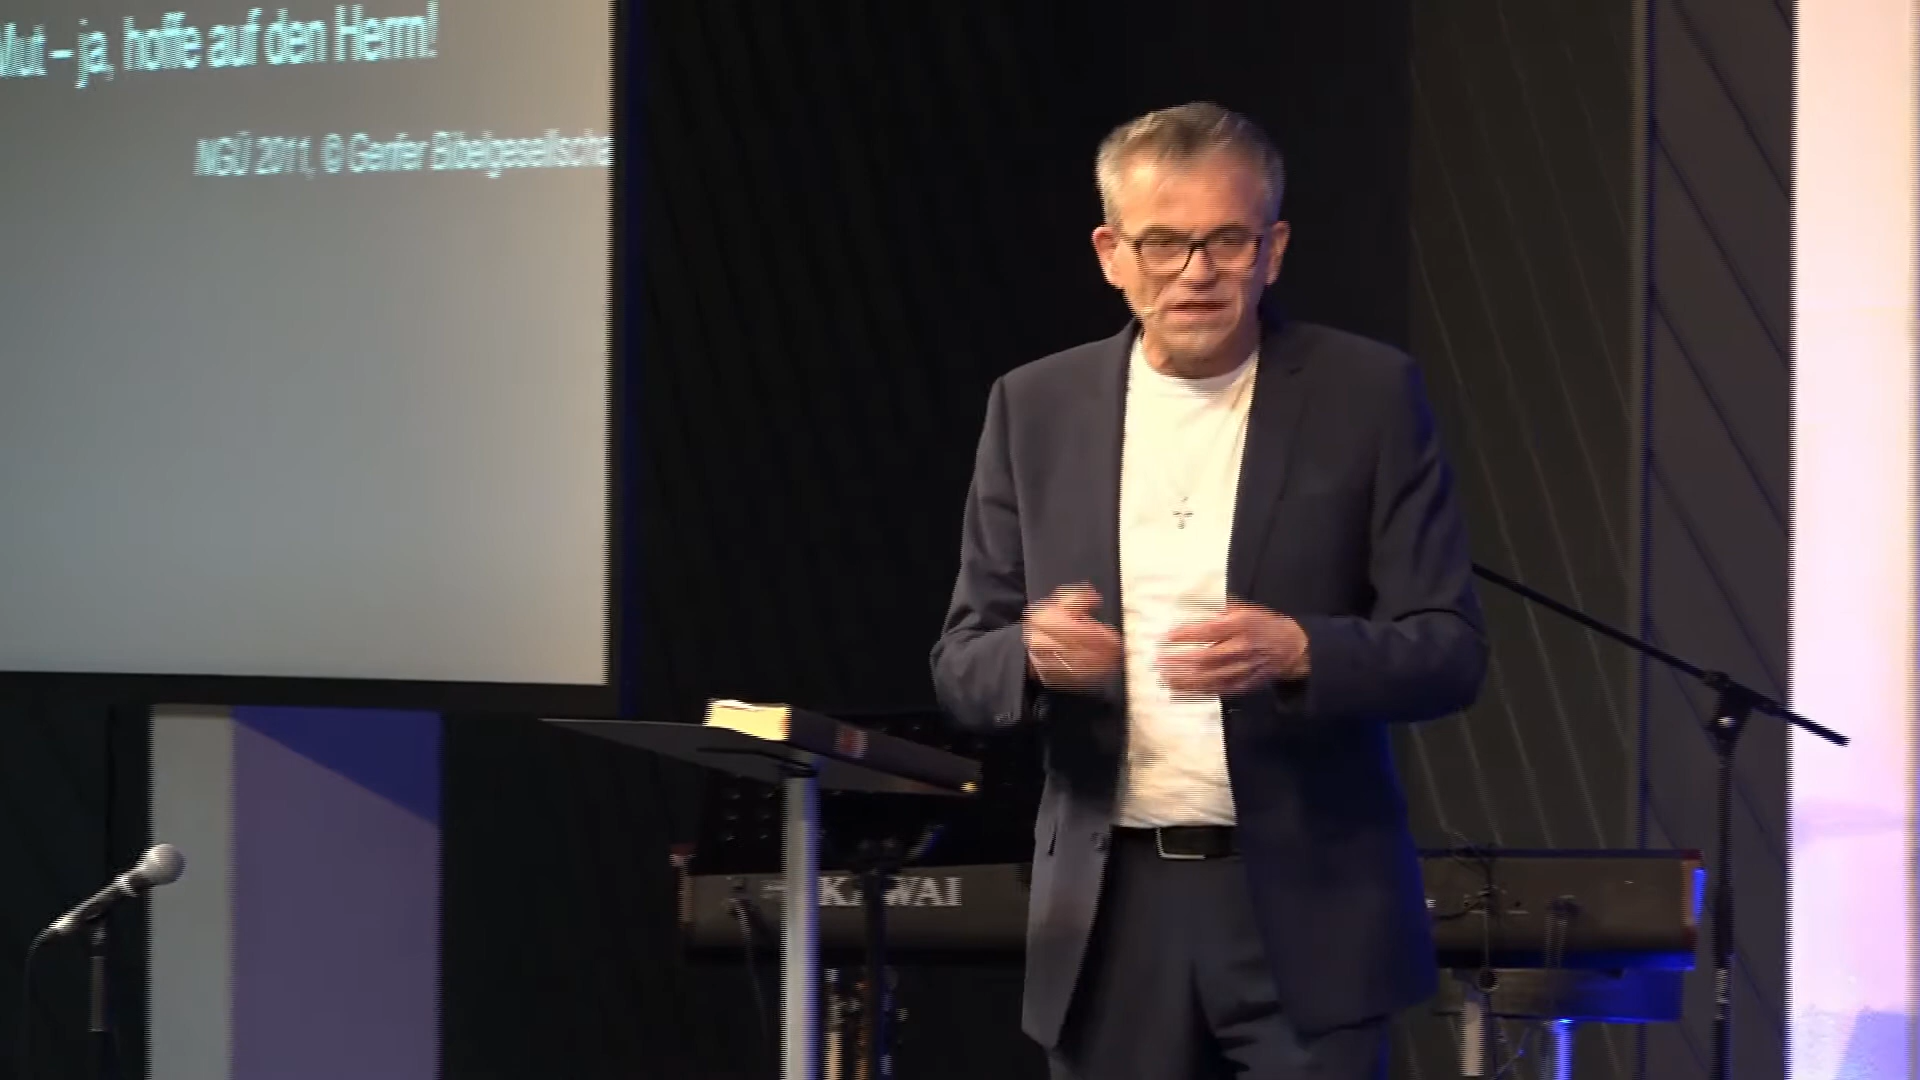 Mut – ja, hoffe auf den Herrn!
NGÜ 2011, © Genfer Bibelgesellscha
KAWAI